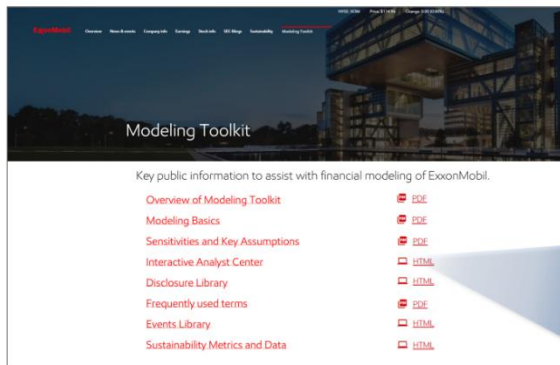 NYSE: XOM
ExxonMobil Overview News & events Company info Earnings Stock info SEC filings Sustainability Modeling Toolkit
Modeling Toolkit
Key public information to assist with financial modeling of ExxonMobil.
Overview of Modeling Toolkit PDF
Modeling Basics PDF
Sensitivities and Key Assumptions PDF
Interactive Analyst Center HTML
Disclosure Library HTML
Frequently used terms PDF
Events Library HTML
Sustainability Metrics and Data HTML